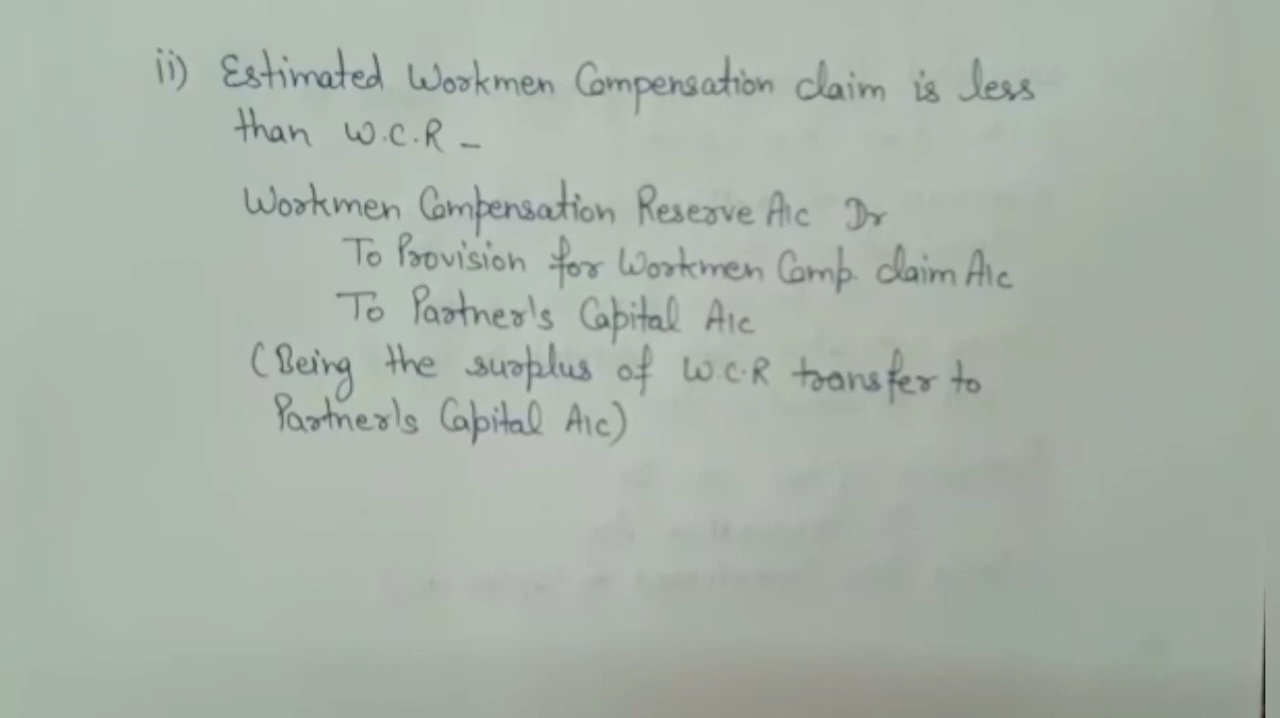 ii) Estimated Workmen Compensation claim is less
than W.C.R -
Workmen Compensation Reserve A/c Dr
To Provision for Workmen Comp. claim A/c
To Partner's Capital A/c
(Being the surplus of W.C.R transfer to
Partner's Capital A/c)